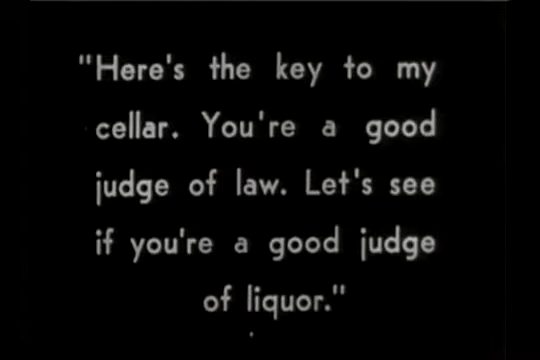 "Here's the key to my
cellar. You're a good
judge of law. Let's see
if you're a good judge
of liquor."